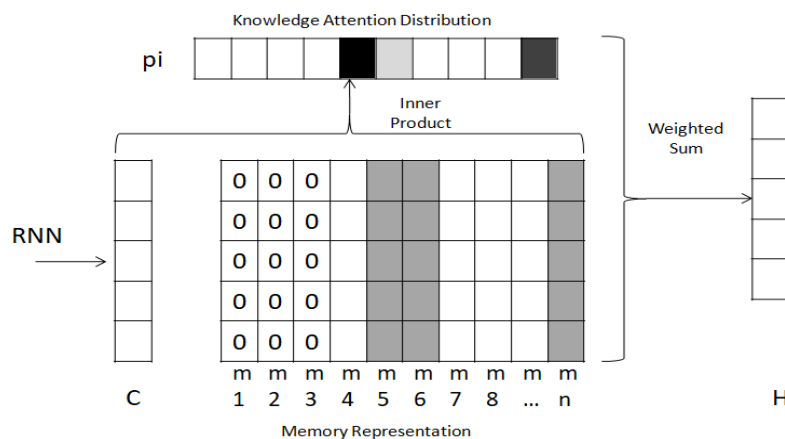 Knowledge Attention Distribution
pi
Inner
Product
Weighted
Sum
RNN
0 0 0
0 0 0
0 0 0
0 0 0
0 0 0
m m m m m m m m m m
C 1 2 3 4 5 6 7 8 ... n H
Memory Representation